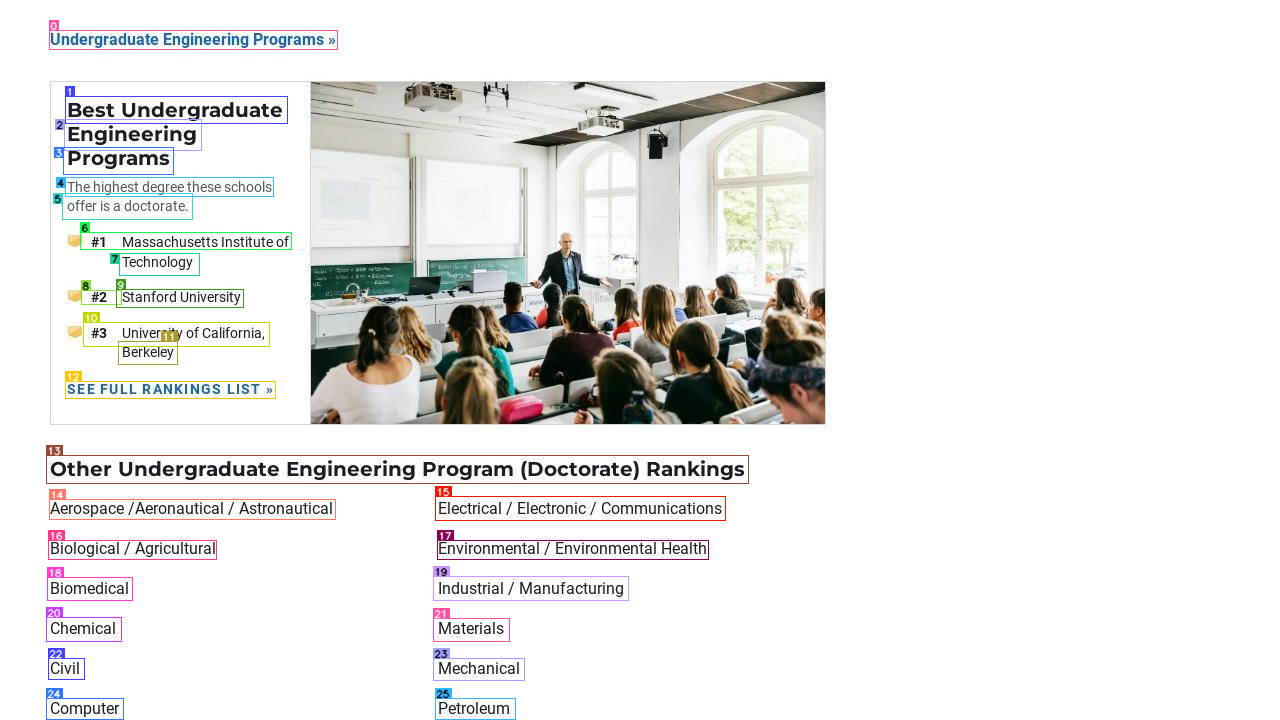 Undergraduate Engineering Programs »
Best Undergraduate
Engineering
Programs
The highest degree these schools
offer is a doctorate.
#1 Massachusetts Institute of
Technology
#2 Stanford University
#3 University of California,
Berkeley
SEE FULL RANKINGS LIST »
Other Undergraduate Engineering Program (Doctorate) Rankings
Aerospace /Aeronautical / Astronautical
Electrical / Electronic / Communications
Biological / Agricultural
Environmental / Environmental Health
Biomedical
Industrial / Manufacturing
Chemical
Materials
Civil
Mechanical
Computer
Petroleum